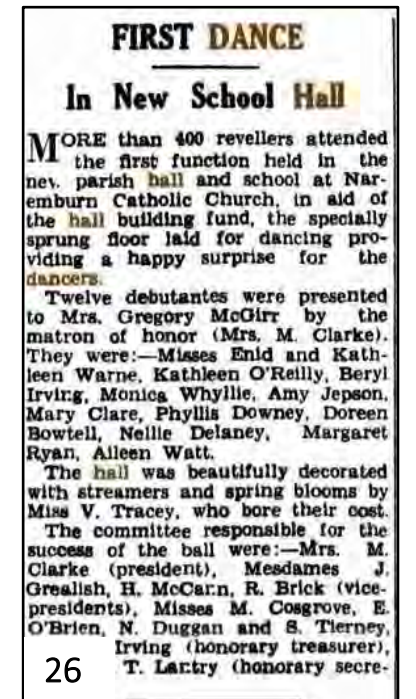 FIRST DANCE
In New School Hall
MORE than 400 revellers attended
the first function held in the
nev. parish hall and school at Nar-
emburn Catholic Church, in aid of
the hall building fund, the specially
sprung floor laid for dancing pro-
viding a happy surprise for the
dancers.
Twelve debutantes were presented
to Mrs. Gregory McGirr by the
matron of honor (Mrs. M. Clarke).
They were:—Misses Enid and Kath-
leen Warne, Kathleen O'Reilly, Beryl
Irving, Monica Whyllie, Amy Jepson,
Mary Clare, Phyllis Downey, Doreen
Bowtell, Nellie Delaney, Margaret
Ryan, Aileen Watt.
The hall was beautifully decorated
with streamers and spring blooms by
Miss V. Tracey, who bore their cost.
The committee responsible for the
success of the ball were:—Mrs. M.
Clarke (president), Mesdames J.
Grealish, H. McCann, R. Brick (vice-
presidents), Misses M. Cosgrove, E.
O'Brien, N. Duggan and S. Tierney,
Irving (honorary treasurer),
T. Lantry (honorary secre-
26